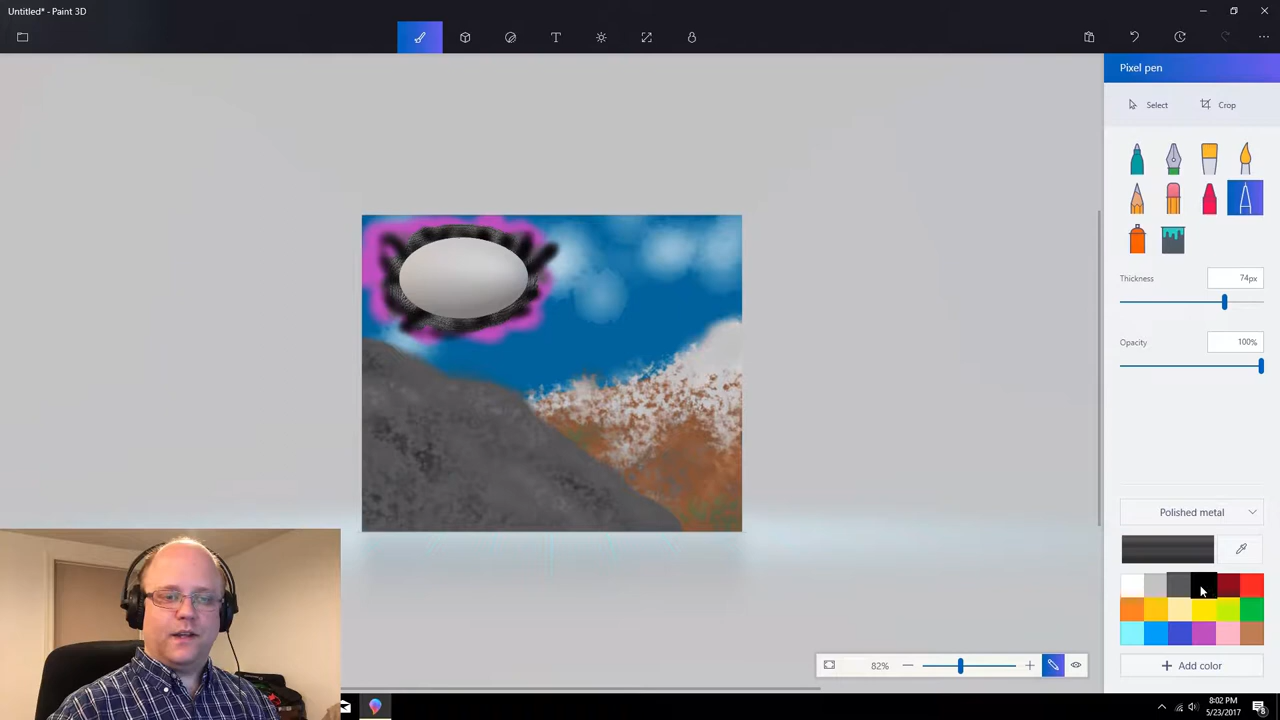 Untitled* - Paint 3D
Pixel pen
Select
Crop
Thickness
74px
Opacity
100%
Polished metal
82%
Add color
8:02 PM
5/23/2017
8